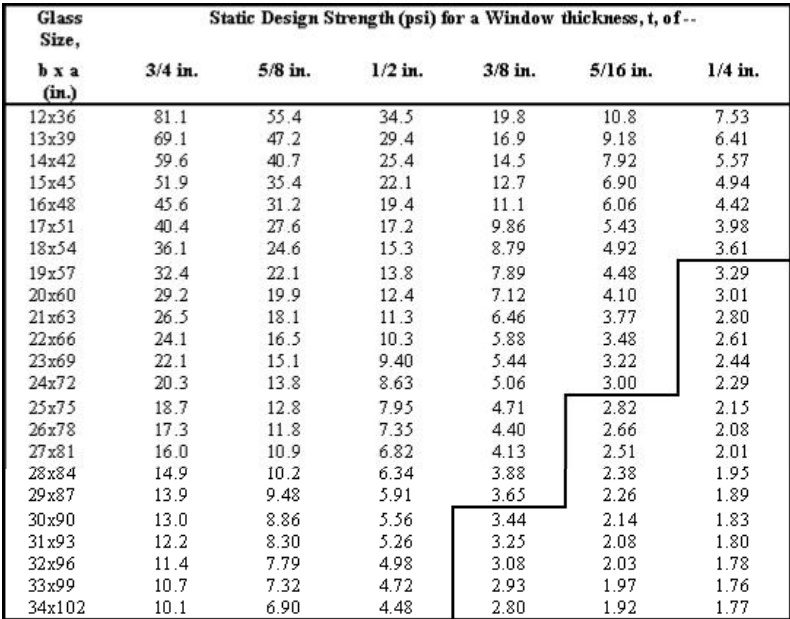 Glass Static Design Strength (psi) for a Window thickness, t, of --
Size,
b x a 3/4 in. 5/8 in. 1/2 in. 3/8 in. 5/16 in. 1/4 in.
(in.)
12x36 81.1 55.4 34.5 19.8 10.8 7.53
13x39 69.1 47.2 29.4 16.9 9.18 6.41
14x42 59.6 40.7 25.4 14.5 7.92 5.57
15x45 51.9 35.4 22.1 12.7 6.90 4.94
16x48 45.6 31.2 19.4 11.1 6.06 4.42
17x51 40.4 27.6 17.2 9.86 5.43 3.98
18x54 36.1 24.6 15.3 8.79 4.92 3.61
19x57 32.4 22.1 13.8 7.89 4.48 3.29
20x60 29.2 19.9 12.4 7.12 4.10 3.01
21x63 26.5 18.1 11.3 6.46 3.77 2.80
22x66 24.1 16.5 10.3 5.88 3.48 2.61
23x69 22.1 15.1 9.40 5.44 3.22 2.44
24x72 20.3 13.8 8.63 5.06 3.00 2.29
25x75 18.7 12.8 7.95 4.71 2.82 2.15
26x78 17.3 11.8 7.35 4.40 2.66 2.08
27x81 16.0 10.9 6.82 4.13 2.51 2.01
28x84 14.9 10.2 6.34 3.88 2.38 1.95
29x87 13.9 9.48 5.91 3.65 2.26 1.89
30x90 13.0 8.86 5.56 3.44 2.14 1.83
31x93 12.2 8.30 5.26 3.25 2.08 1.80
32x96 11.4 7.79 4.98 3.08 2.03 1.78
33x99 10.7 7.32 4.72 2.93 1.97 1.76
34x102 10.1 6.90 4.48 2.80 1.92 1.77